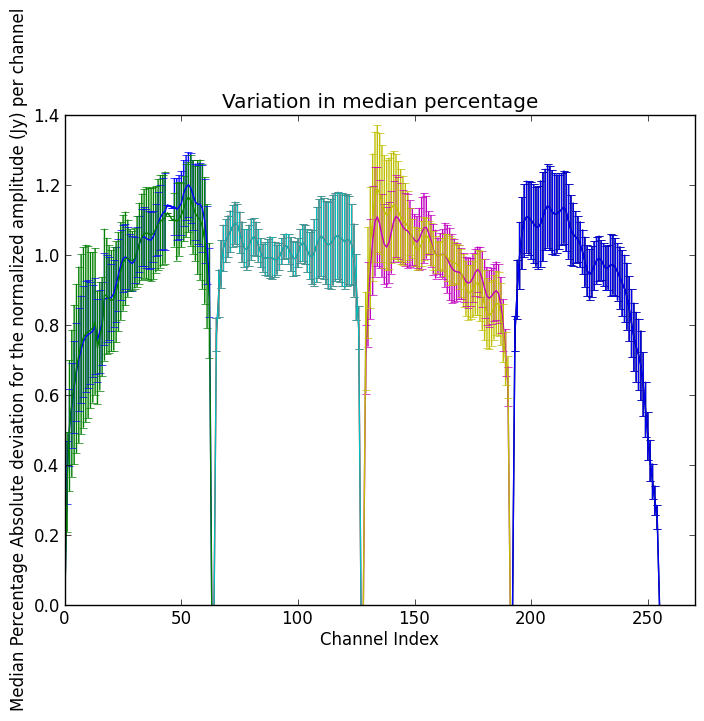 Variation in median percentage
Median Percentage Absolute deviation for the normalized amplitude (Jy) per channel
1.4
1.2
1.0
0.8
0.6
0.4
0.2
0.0
0 50 100 150 200 250
Channel Index